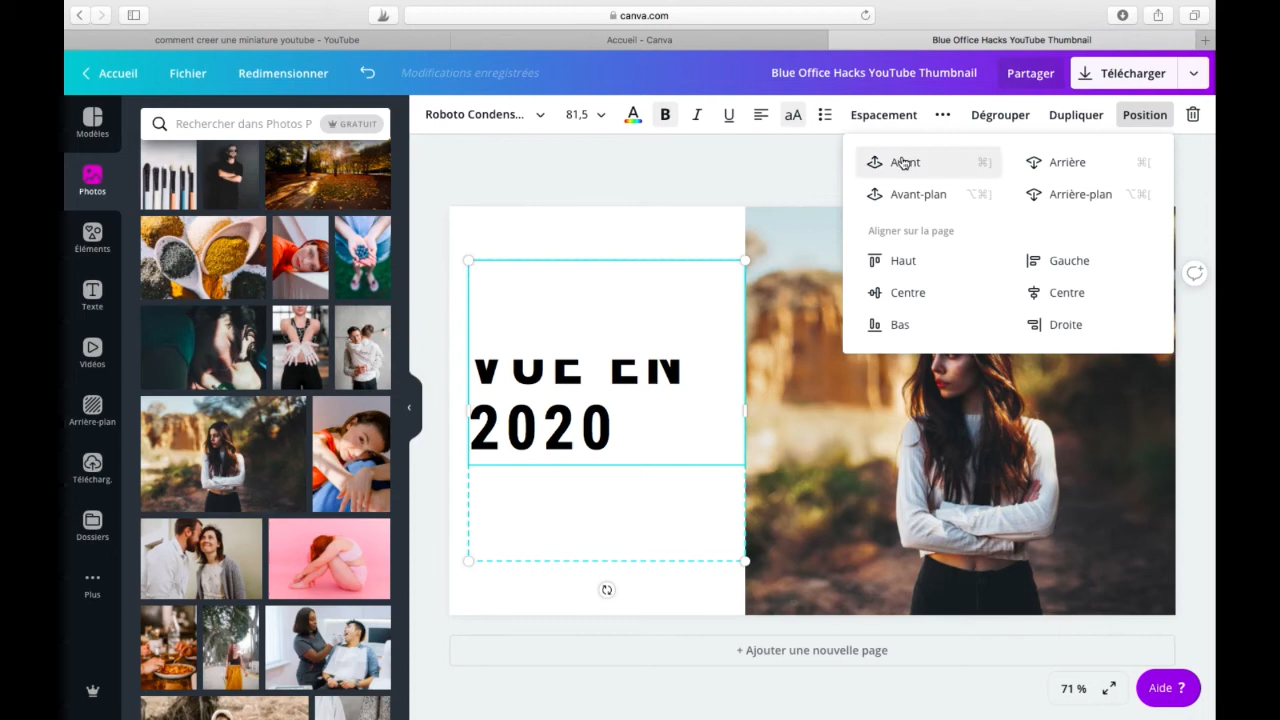 canva.com
comment creer une miniature youtube - YouTube
Accueil - Canva
Blue Office Hacks YouTube Thumbnail
Accueil
Fichier
Redimensionner
Modifications enregistrées
Blue Office Hacks YouTube Thumbnail
Partager
Télécharger
Modèles
Photos
Éléments
Texte
Vidéos
Arrière-plan
Télécharg.
Dossiers
Plus
Rechercher dans Photos P
GRATUIT
Roboto Condens...
81,5
A
B
I
U
aA
Espacement
Dégrouper
Dupliquer
Position
Avant ⌘]
Arrière ⌘[
Avant-plan ⌥⌘]
Arrière-plan ⌥⌘[
Aligner sur la page
Haut
Gauche
Centre
Centre
Bas
Droite
VUE EN
2020
+ Ajouter une nouvelle page
71 %
Aide ?